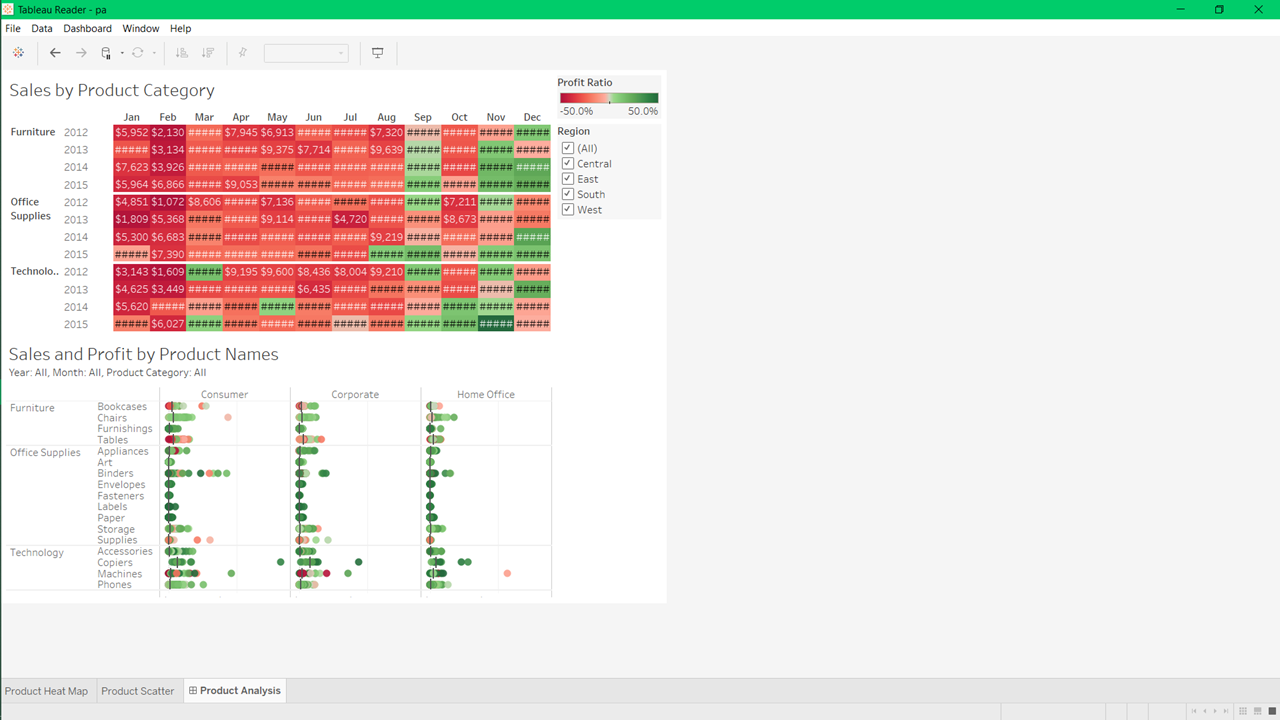 Tableau Reader - pa
File Data Dashboard Window Help
Sales by Product Category
Jan Feb Mar Apr May Jun Jul Aug Sep Oct Nov Dec
Furniture 2012 $5,952 $2,130 ##### $7,945 $6,913 ##### ##### $7,320 ##### ##### ##### #####
2013 ##### $3,134 ##### ##### $9,375 $7,714 ##### $9,639 ##### ##### ##### #####
2014 $7,623 $3,926 ##### ##### ##### ##### ##### ##### ##### ##### ##### #####
2015 $5,964 $6,866 ##### $9,053 ##### ##### ##### ##### ##### ##### ##### #####
Office Supplies 2012 $4,851 $1,072 $8,606 ##### $7,136 ##### ##### ##### ##### $7,211 ##### #####
2013 $1,809 $5,368 ##### ##### $9,114 ##### $4,720 ##### ##### $8,673 ##### #####
2014 $5,300 $6,683 ##### ##### ##### ##### ##### $9,219 ##### ##### ##### #####
2015 ##### $7,390 ##### ##### ##### ##### ##### ##### ##### ##### ##### #####
Technolo.. 2012 $3,143 $1,609 ##### $9,195 $9,600 $8,436 $8,004 $9,210 ##### ##### ##### #####
2013 $4,625 $3,449 ##### ##### ##### $6,435 ##### ##### ##### ##### ##### #####
2014 $5,620 ##### ##### ##### ##### ##### ##### ##### ##### ##### ##### #####
2015 ##### $6,027 ##### ##### ##### ##### ##### ##### ##### ##### ##### #####
Profit Ratio
-50.0% 50.0%
Region
(All)
Central
East
South
West
Sales and Profit by Product Names
Year: All, Month: All, Product Category: All
Consumer Corporate Home Office
Furniture Bookcases
Chairs
Furnishings
Tables
Office Supplies Appliances
Art
Binders
Envelopes
Fasteners
Labels
Paper
Storage
Supplies
Technology Accessories
Copiers
Machines
Phones
Product Heat Map Product Scatter Product Analysis